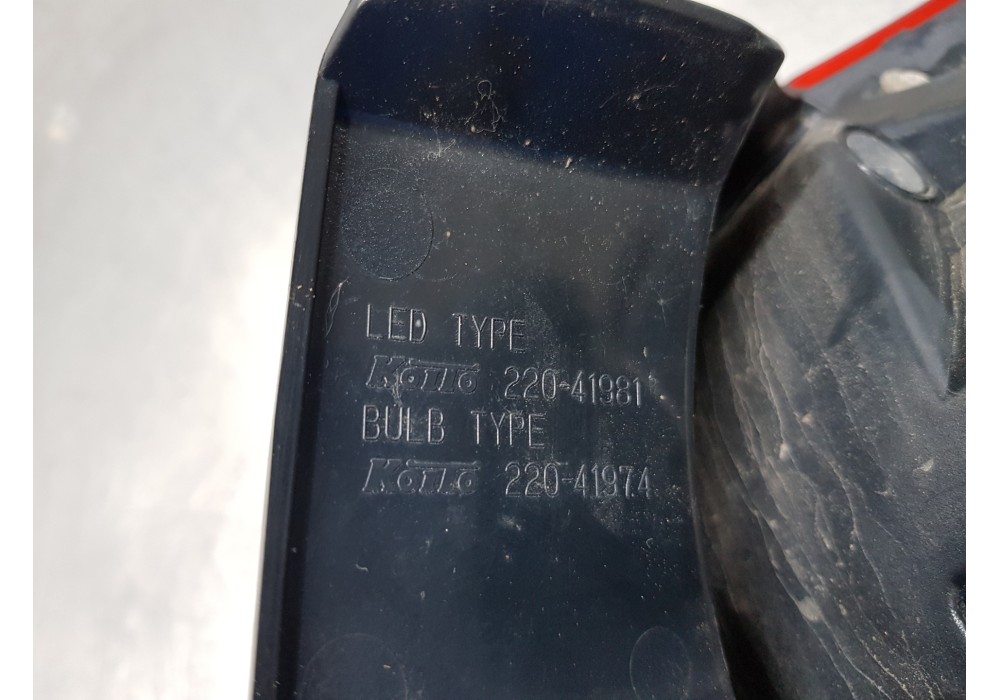 LED TYPE
Koito 220-41981
BULB TYPE
Koito 220-41974